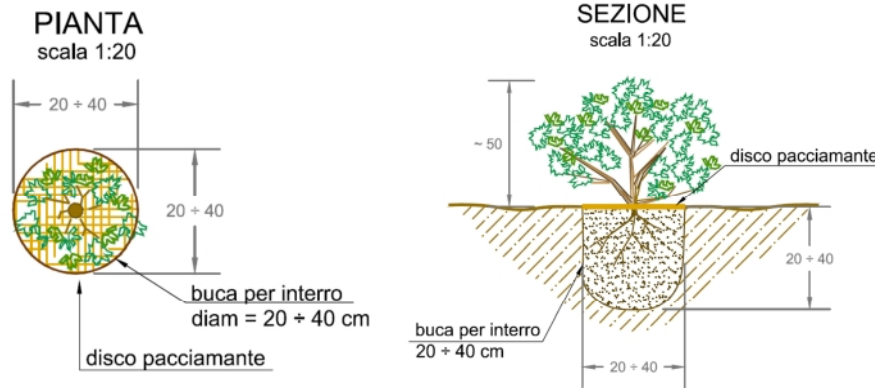 PIANTA
scala 1:20
20 ÷ 40
20 ÷ 40
buca per interro
diam = 20 ÷ 40 cm
disco pacciamante
SEZIONE
scala 1:20
~ 50
disco pacciamante
20 ÷ 40
buca per interro
20 ÷ 40 cm
20 ÷ 40